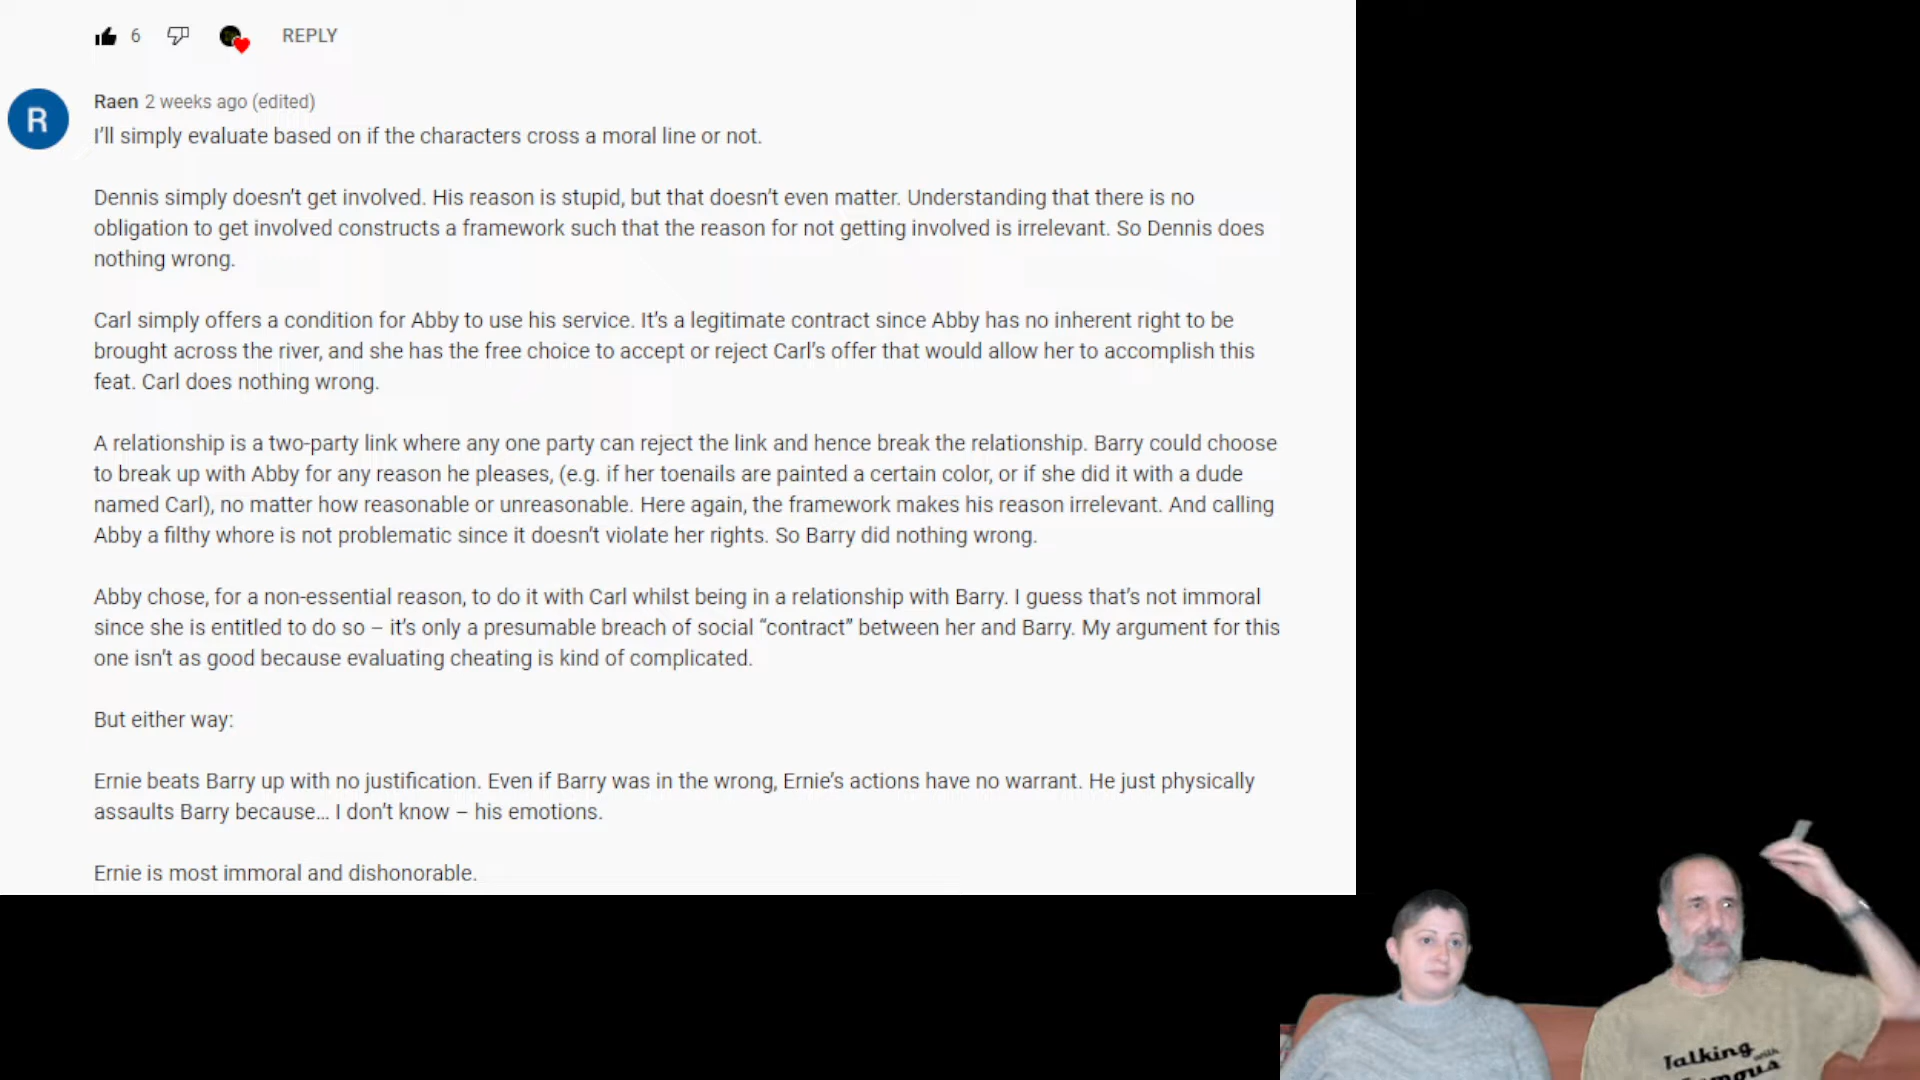 6 REPLY
R
Raen 2 weeks ago (edited)
I'll simply evaluate based on if the characters cross a moral line or not.
Dennis simply doesn't get involved. His reason is stupid, but that doesn't even matter. Understanding that there is no
obligation to get involved constructs a framework such that the reason for not getting involved is irrelevant. So Dennis does
nothing wrong.
Carl simply offers a condition for Abby to use his service. It's a legitimate contract since Abby has no inherent right to be
brought across the river, and she has the free choice to accept or reject Carl's offer that would allow her to accomplish this
feat. Carl does nothing wrong.
A relationship is a two-party link where any one party can reject the link and hence break the relationship. Barry could choose
to break up with Abby for any reason he pleases, (e.g. if her toenails are painted a certain color, or if she did it with a dude
named Carl), no matter how reasonable or unreasonable. Here again, the framework makes his reason irrelevant. And calling
Abby a filthy whore is not problematic since it doesn't violate her rights. So Barry did nothing wrong.
Abby chose, for a non-essential reason, to do it with Carl whilst being in a relationship with Barry. I guess that's not immoral
since she is entitled to do so – it's only a presumable breach of social “contract” between her and Barry. My argument for this
one isn't as good because evaluating cheating is kind of complicated.
But either way:
Ernie beats Barry up with no justification. Even if Barry was in the wrong, Ernie's actions have no warrant. He just physically
assaults Barry because… I don't know – his emotions.
Ernie is most immoral and dishonorable.
Talking with